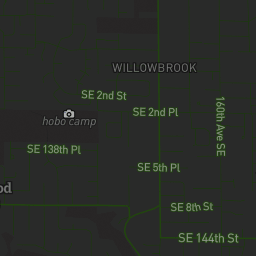 WILLOWBROOK
SE 2nd St
SE 2nd Pl
hobo camp
160th Ave SE
SE 138th Pl
SE 5th Pl
od
SE 8th St
SE 144th St